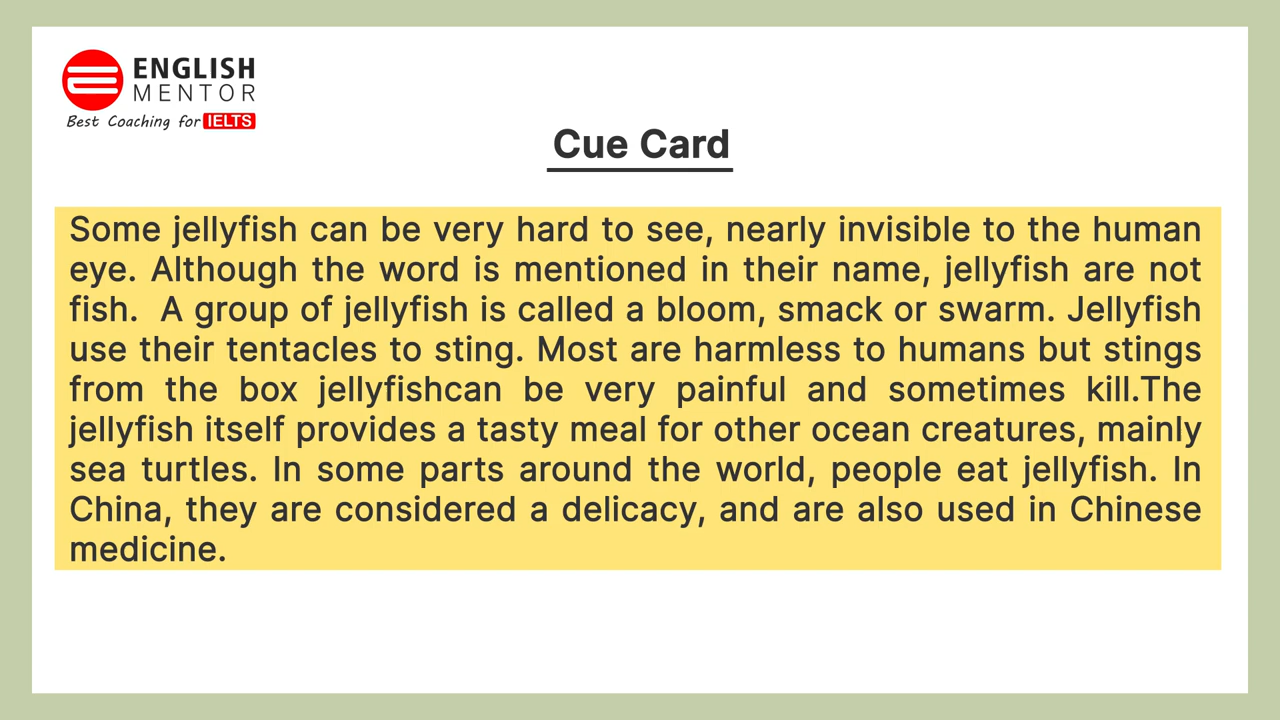 ENGLISH
MENTOR
Best Coaching for IELTS
Cue Card
Some jellyfish can be very hard to see, nearly invisible to the human
eye. Although the word is mentioned in their name, jellyfish are not
fish.  A group of jellyfish is called a bloom, smack or swarm. Jellyfish
use their tentacles to sting. Most are harmless to humans but stings
from the box jellyfishcan be very painful and sometimes kill.The
jellyfish itself provides a tasty meal for other ocean creatures, mainly
sea turtles. In some parts around the world, people eat jellyfish. In
China, they are considered a delicacy, and are also used in Chinese
medicine.